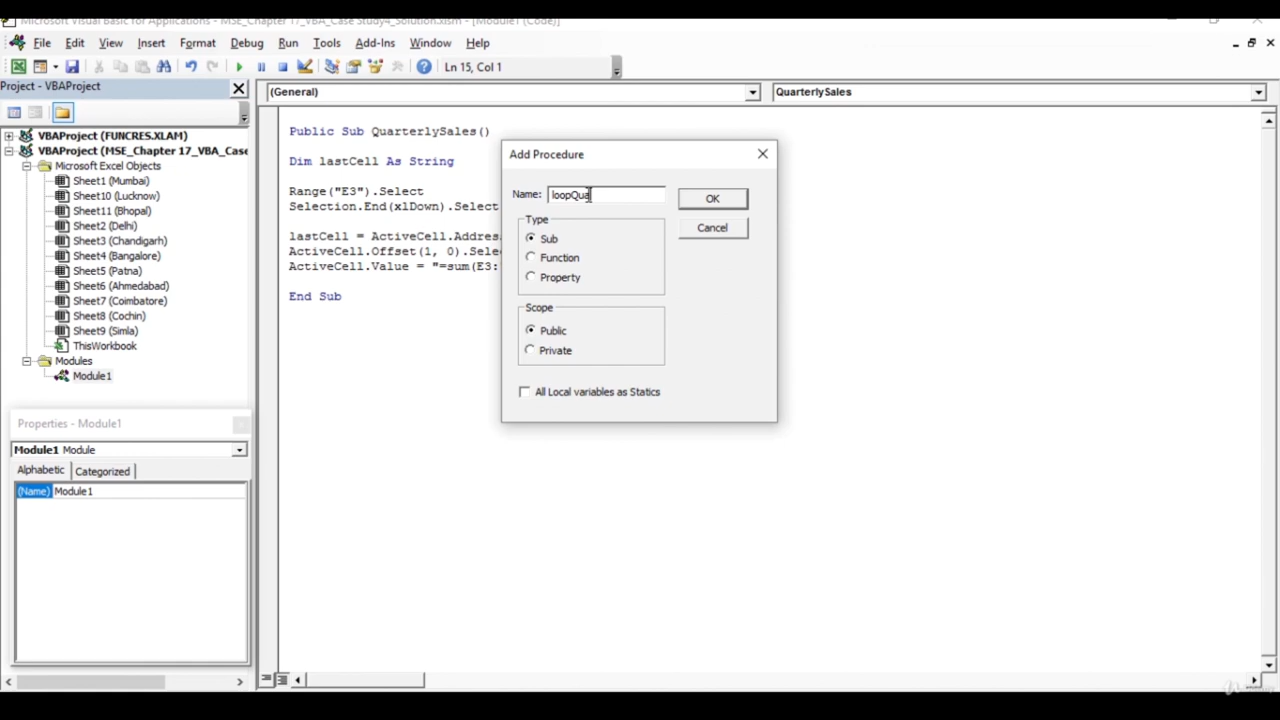 Microsoft Visual Basic for Applications - MSE_Chapter 17_VBA_Case Study4_Solution.xlsm - [Module1 (Code)]
File Edit View Insert Format Debug Run Tools Add-Ins Window Help
Ln 15, Col 1
Project - VBAProject
(General)
QuarterlySales
VBAProject (FUNCRES.XLAM)
VBAProject (MSE_Chapter 17_VBA_Case
Microsoft Excel Objects
Sheet1 (Mumbai)
Sheet10 (Lucknow)
Sheet11 (Bhopal)
Sheet2 (Delhi)
Sheet3 (Chandigarh)
Sheet4 (Bangalore)
Sheet5 (Patna)
Sheet6 (Ahmedabad)
Sheet7 (Coimbatore)
Sheet8 (Cochin)
Sheet9 (Simla)
ThisWorkbook
Modules
Module1
Properties - Module1
Module1 Module
Alphabetic Categorized
(Name) Module1
Public Sub QuarterlySales()
Dim lastCell As String
Range("E3").Select
Selection.End(xlDown).Select
lastCell = ActiveCell.Addres
ActiveCell.Offset(1, 0).Selec
ActiveCell.Value = "=sum(E3:
End Sub
Add Procedure
Name: loopQua
OK
Type
Cancel
Sub
Function
Property
Scope
Public
Private
All Local variables as Statics